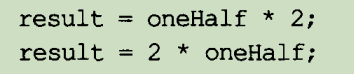 result = oneHalf * 2;
result = 2 * oneHalf;